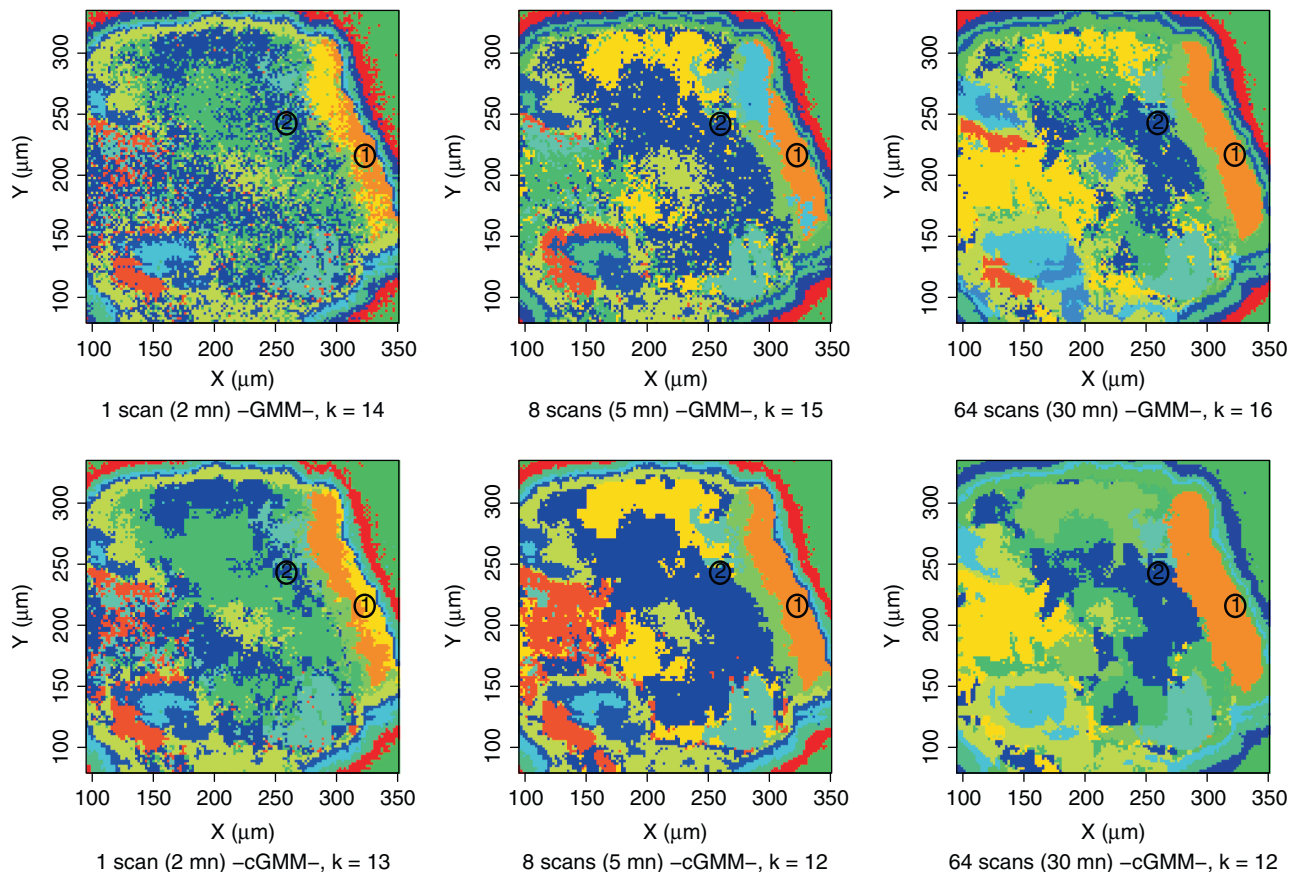 300
250
200
150
100
Y (μm)
2
1
100 150 200 250 300 350
X (μm)
1 scan (2 mn) −GMM−, k = 14
300
250
200
150
100
Y (μm)
2
1
100 150 200 250 300 350
X (μm)
8 scans (5 mn) −GMM−, k = 15
300
250
200
150
100
Y (μm)
2
1
100 150 200 250 300 350
X (μm)
64 scans (30 mn) −GMM−, k = 16
300
250
200
150
100
Y (μm)
2
1
100 150 200 250 300 350
X (μm)
1 scan (2 mn) −cGMM−, k = 13
300
250
200
150
100
Y (μm)
2
1
100 150 200 250 300 350
X (μm)
8 scans (5 mn) −cGMM−, k = 12
300
250
200
150
100
Y (μm)
2
1
100 150 200 250 300 350
X (μm)
64 scans (30 mn) −cGMM−, k = 12